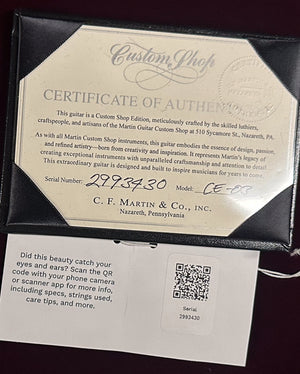 Custom Shop
CERTIFICATE OF AUTHEN
This guitar is a Custom Shop Edition, meticulously crafted by the skilled luthiers,
craftspeople, and artisans of the Martin Guitar Custom Shop at 510 Sycamore St., Nazareth, PA.
As with all Martin Custom Shop instruments, this guitar embodies the essence of design, passion,
and refined artistry—born from creativity and inspiration. It represents Martin's legacy of
creating exceptional instruments with unparalleled craftsmanship and attention to detail.
This extraordinary guitar is designed and built to inspire musicians for years to come.
Serial Number: 2993430 Model: CE-03
C. F. MARTIN & CO., INC.
Nazareth, Pennsylvania
Did this beauty catch your
eyes and ears? Scan the QR
code with your phone camera
or scanner app for more info,
including specs, strings used,
care tips, and more.
Serial
2993430